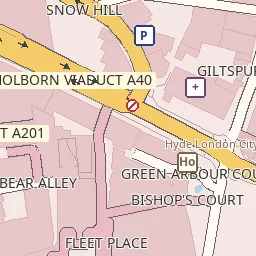 SNOW HILL
P
GILTSPUR
HOLBORN VIADUCT A40
T A201
Hyde London City
Ho
GREEN ARBOUR COU
BEAR ALLEY
BISHOP'S COURT
FLEET PLACE